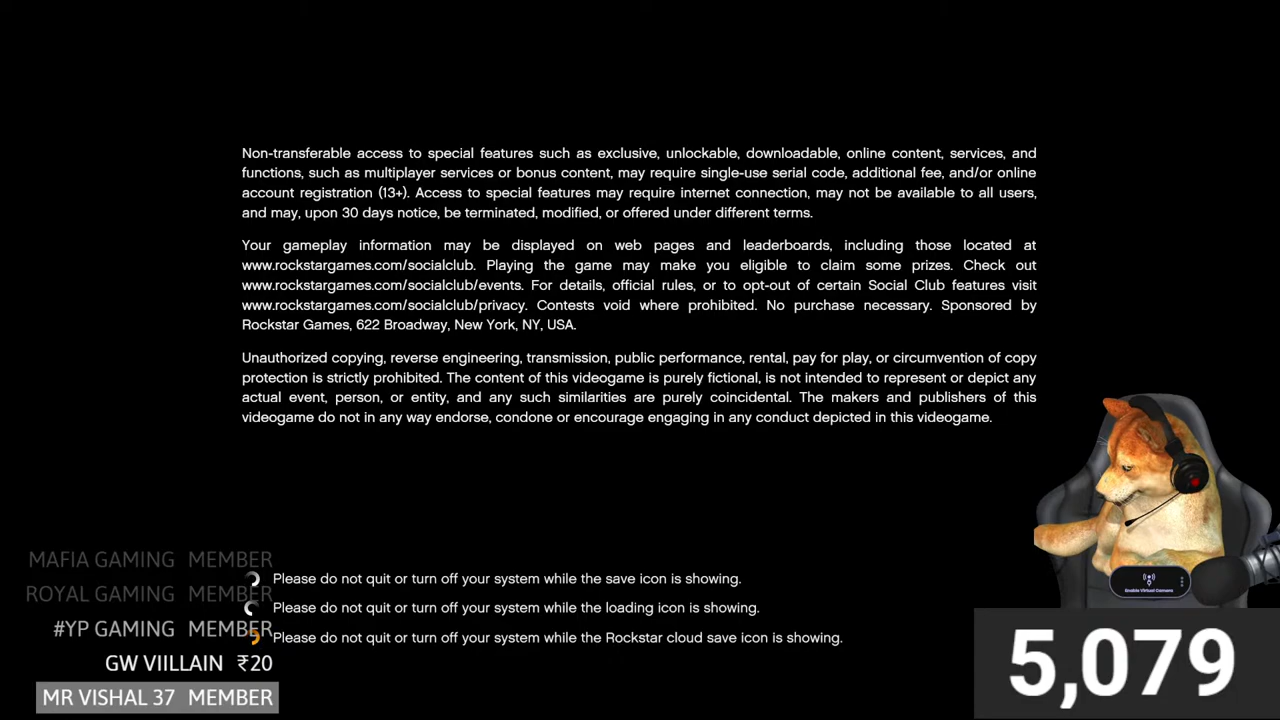 Non-transferable access to special features such as exclusive, unlockable, downloadable, online content, services, and
functions, such as multiplayer services or bonus content, may require single-use serial code, additional fee, and/or online
account registration (13+). Access to special features may require internet connection, may not be available to all users,
and may, upon 30 days notice, be terminated, modified, or offered under different terms.
Your gameplay information may be displayed on web pages and leaderboards, including those located at
www.rockstargames.com/socialclub. Playing the game may make you eligible to claim some prizes. Check out
www.rockstargames.com/socialclub/events. For details, official rules, or to opt-out of certain Social Club features visit
www.rockstargames.com/socialclub/privacy. Contests void where prohibited. No purchase necessary. Sponsored by
Rockstar Games, 622 Broadway, New York, NY, USA.
Unauthorized copying, reverse engineering, transmission, public performance, rental, pay for play, or circumvention of copy
protection is strictly prohibited. The content of this videogame is purely fictional, is not intended to represent or depict any
actual event, person, or entity, and any such similarities are purely coincidental. The makers and publishers of this
videogame do not in any way endorse, condone or encourage engaging in any conduct depicted in this videogame.
MAFIA GAMING MEMBER
Please do not quit or turn off your system while the save icon is showing.
ROYAL GAMING MEMBER
Please do not quit or turn off your system while the loading icon is showing.
#YP GAMING MEMBER
Please do not quit or turn off your system while the Rockstar cloud save icon is showing.
GW VIILLAIN ₹20
MR VISHAL 37 MEMBER
Enable Virtual Camera
5,079